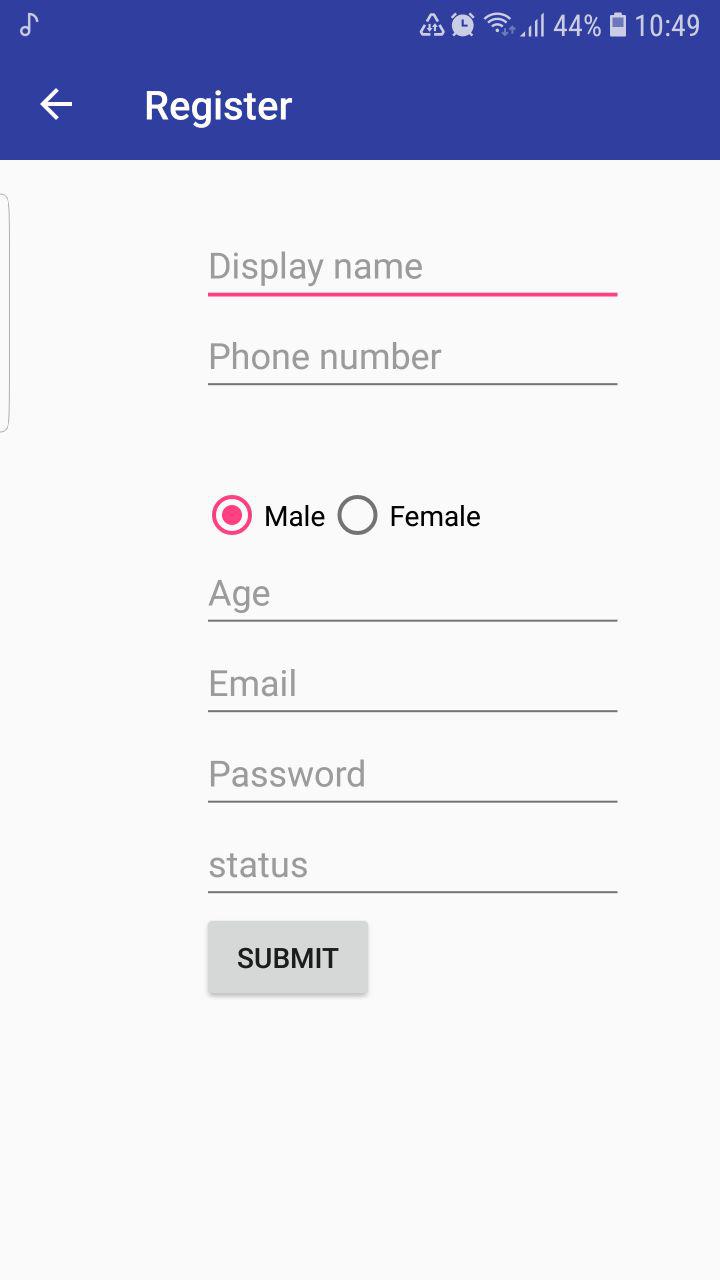 44% 10:49
Register
Display name
Phone number
Male Female
Age
Email
Password
status
SUBMIT